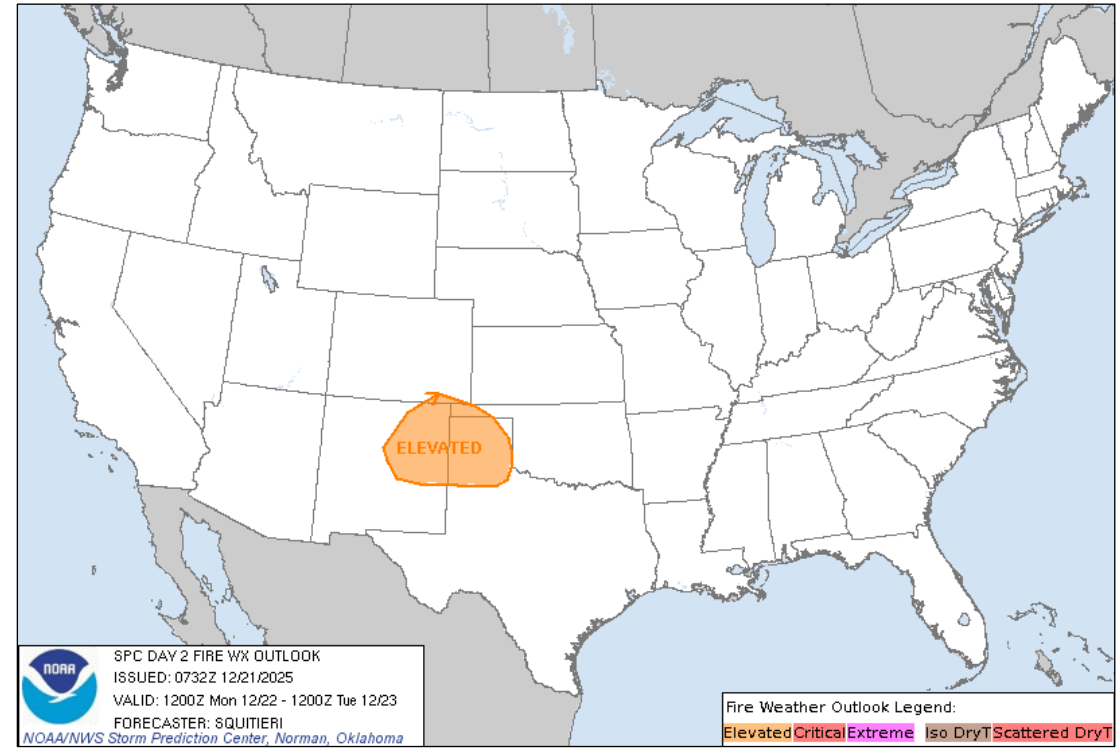 ELEVATED
NOAA
SPC DAY 2 FIRE WX OUTLOOK
ISSUED: 0732Z 12/21/2025
VALID: 1200Z Mon 12/22 - 1200Z Tue 12/23
FORECASTER: SQUITIERI
NOAA/NWS Storm Prediction Center, Norman, Oklahoma
Fire Weather Outlook Legend:
Elevated Critical Extreme Iso DryT Scattered DryT